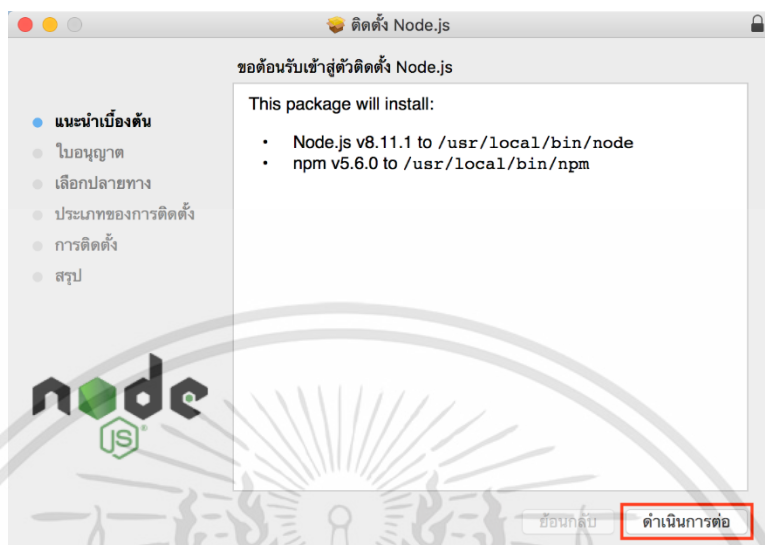 ติดตั้ง Node.js
ขอต้อนรับเข้าสู่ตัวติดตั้ง Node.js
แนะนำเบื้องต้น
ใบอนุญาต
เลือกปลายทาง
ประเภทของการติดตั้ง
การติดตั้ง
สรุป
This package will install:
• Node.js v8.11.1 to /usr/local/bin/node
• npm v5.6.0 to /usr/local/bin/npm
node
JS®
ย้อนกลับ
ดำเนินการต่อ